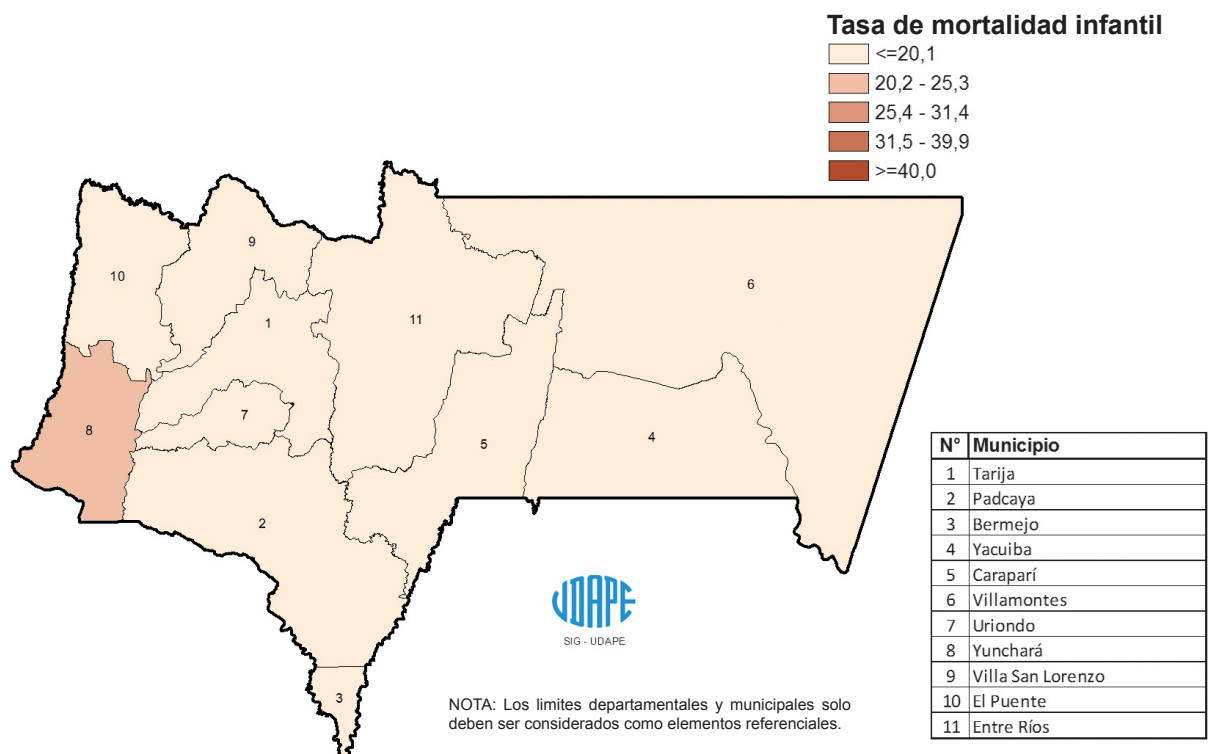 Tasa de mortalidad infantil
<=20,1
20,2 - 25,3
25,4 - 31,4
31,5 - 39,9
>=40,0
9
10
6
1
11
7
8
5
4
2
3
UDAPE
SIG - UDAPE
NOTA: Los limites departamentales y municipales solo
deben ser considerados como elementos referenciales.
N° Municipio
1 Tarija
2 Padcaya
3 Bermejo
4 Yacuiba
5 Caraparí
6 Villamontes
7 Uriondo
8 Yunchará
9 Villa San Lorenzo
10 El Puente
11 Entre Ríos